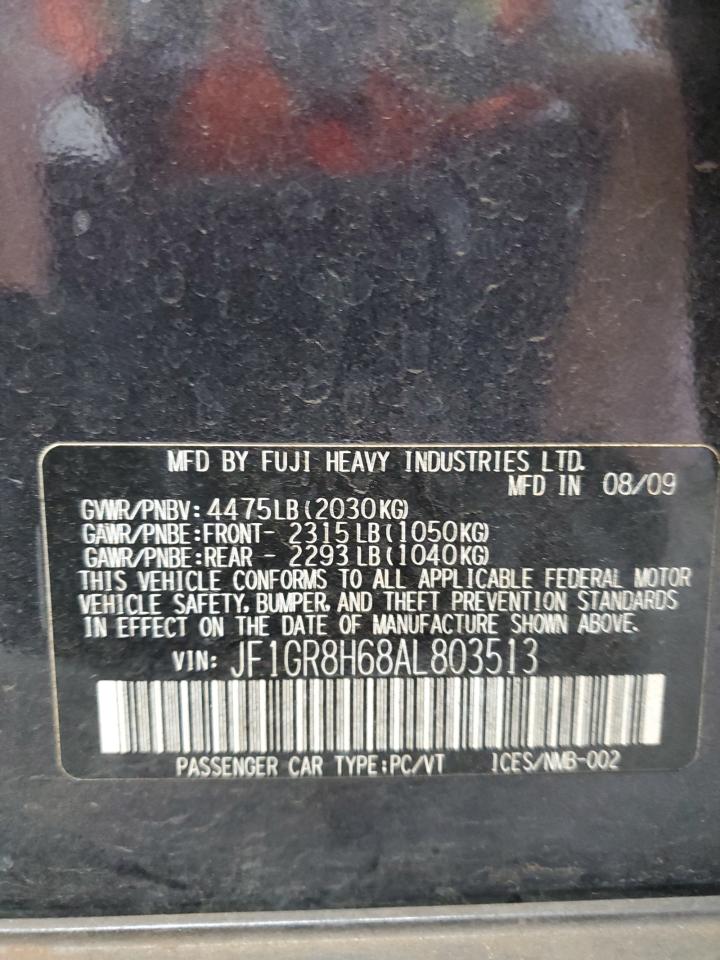 MFD BY FUJI HEAVY INDUSTRIES LTD.
MFD IN 08/09
GVWR/PNBV: 4475LB(2030KG)
GAWR/PNBE:FRONT- 2315LB(1050KG)
GAWR/PNBE:REAR - 2293LB(1040KG)
THIS VEHICLE CONFORMS TO ALL APPLICABLE FEDERAL MOTOR
VEHICLE SAFETY, BUMPER, AND THEFT PREVENTION STANDARDS
IN EFFECT ON THE DATE OF MANUFACTURE SHOWN ABOVE.
VIN: JF1GR8H68AL803513
PASSENGER CAR TYPE:PC/VT ICES/NMB-002